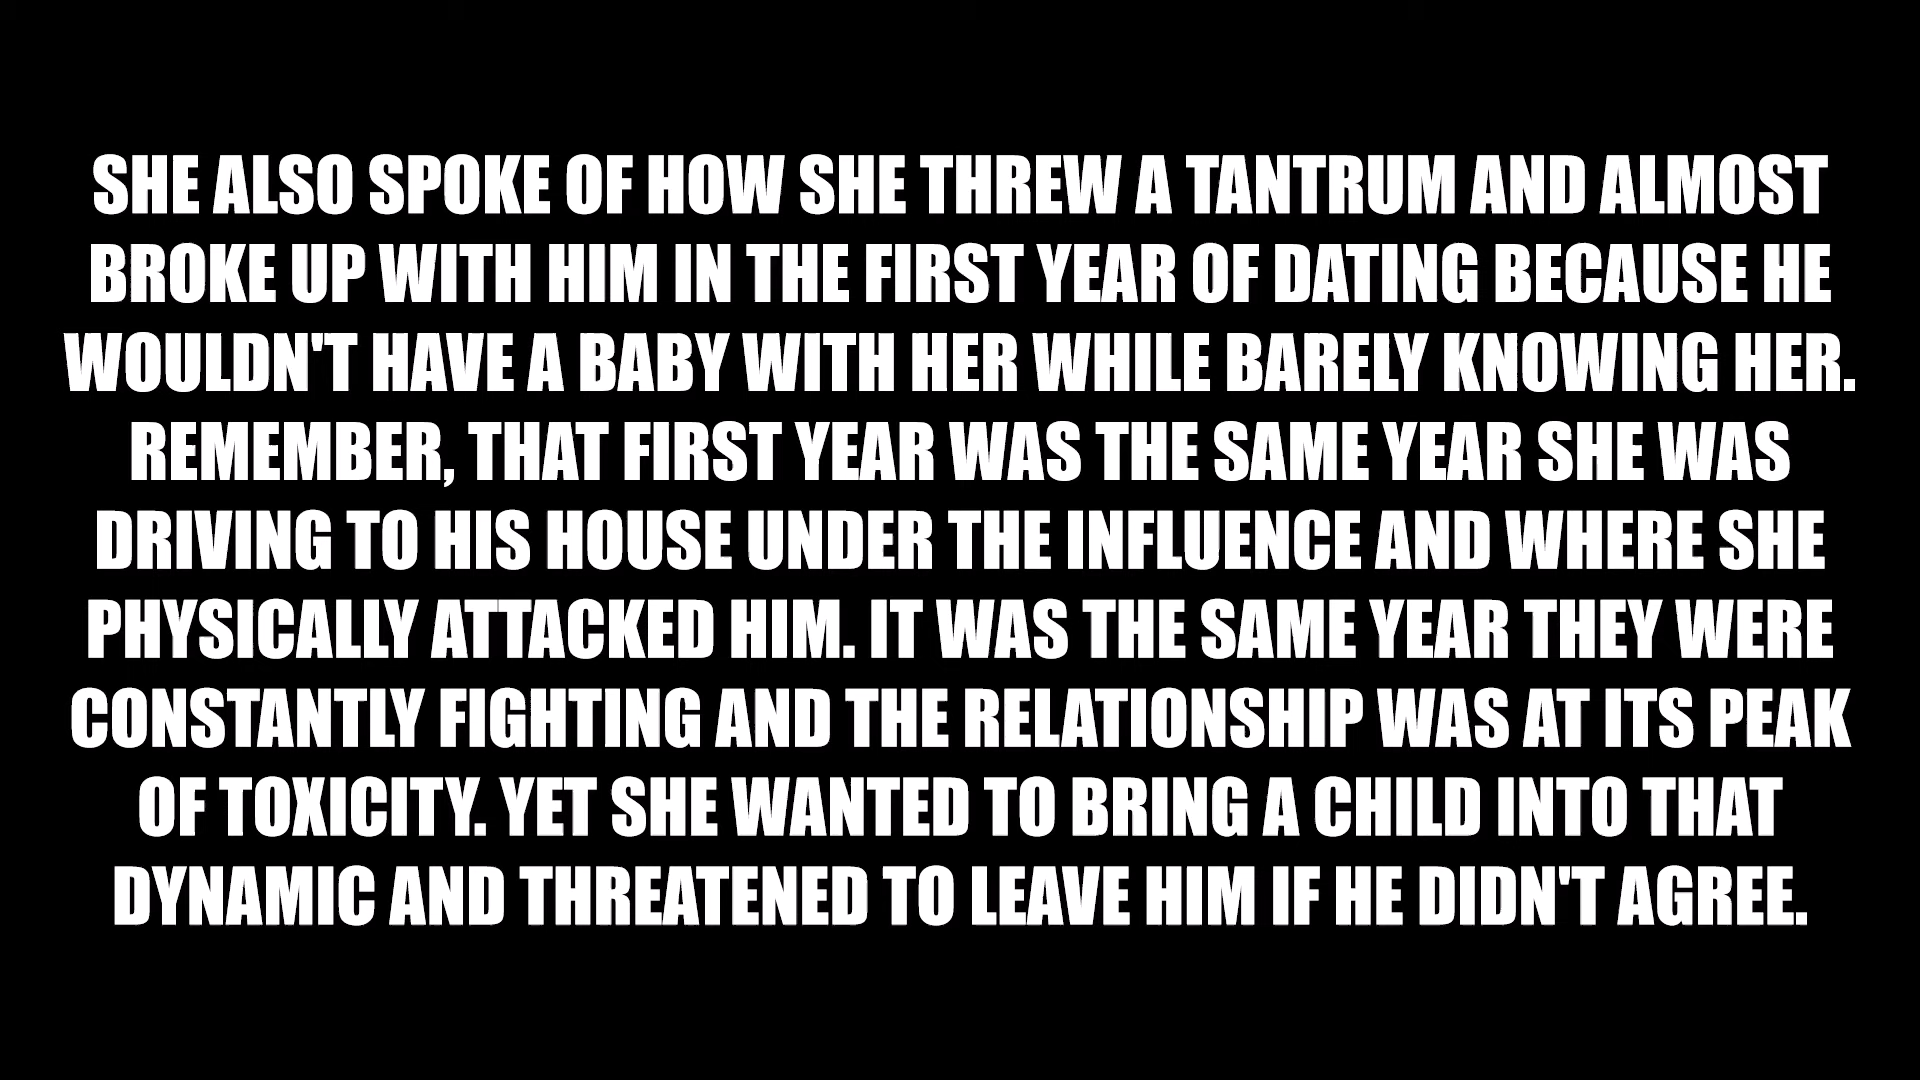 SHE ALSO SPOKE OF HOW SHE THREW A TANTRUM AND ALMOST
BROKE UP WITH HIM IN THE FIRST YEAR OF DATING BECAUSE HE
WOULDN'T HAVE A BABY WITH HER WHILE BARELY KNOWING HER.
REMEMBER, THAT FIRST YEAR WAS THE SAME YEAR SHE WAS
DRIVING TO HIS HOUSE UNDER THE INFLUENCE AND WHERE SHE
PHYSICALLY ATTACKED HIM. IT WAS THE SAME YEAR THEY WERE
CONSTANTLY FIGHTING AND THE RELATIONSHIP WAS AT ITS PEAK
OF TOXICITY. YET SHE WANTED TO BRING A CHILD INTO THAT
DYNAMIC AND THREATENED TO LEAVE HIM IF HE DIDN'T AGREE.